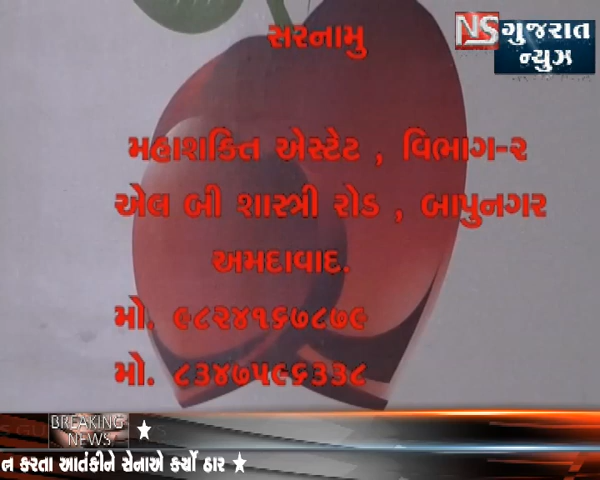 સરનામુ
NS ગુજરાત
ન્યુઝ
મહાશકિત એસ્ટેટ , વિભાગ-૨
એલ બી શાસ્ત્રી રોડ , બાપુનગર
અમદાવાદ.
મો. ૯૮૨૪૧૬૭૮૭૯
મો. ૮૩૪૭૫૯૬૩૩૮
BREAKING
NEWS
ન કરતા આતંકીને સેનાએ કર્યો ઠાર